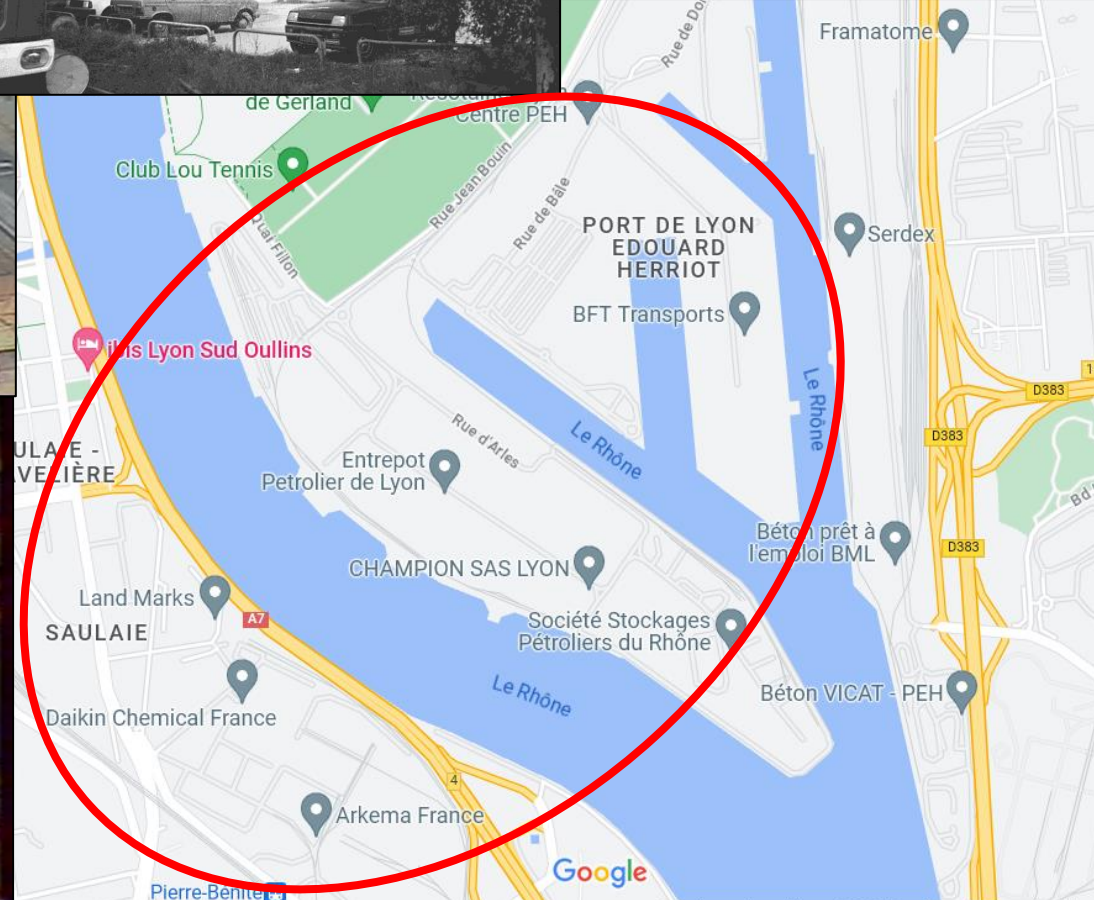 Framatome
Rue de
de Gerland
Centre PEH
Club Lou Tennis
Rue Jean Bouin
Rue de Bâle
Quai Fillon
PORT DE LYON
EDOUARD
HERRIOT
Serdex
BFT Transports
ibis Lyon Sud Oullins
Le Rhône
D383
D383
Rue d'Arles
Le Rhône
Entrepot
Petrolier de Lyon
Béton prêt à
l'emploi BML
D383
CHAMPION SAS LYON
Land Marks
A7
SAULAIE
Société Stockages
Pétroliers du Rhône
Le Rhône
Béton VICAT - PEH
Daikin Chemical France
4
Arkema France
Google
Pierre-Bénite